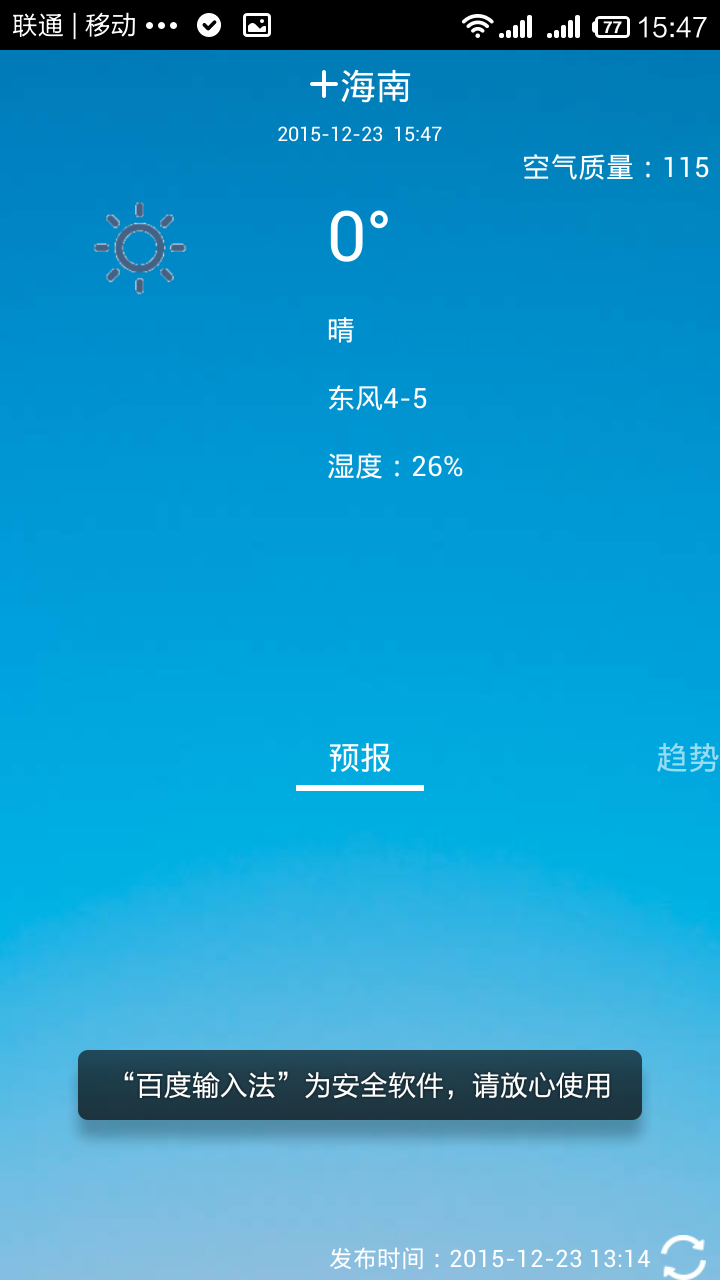 联通 | 移动 ••• 77 15:47
+海南
2015-12-23 15:47
空气质量：115
0°
晴
东风4-5
湿度：26%
预报
趋势
“百度输入法”为安全软件，请放心使用
发布时间：2015-12-23 13:14